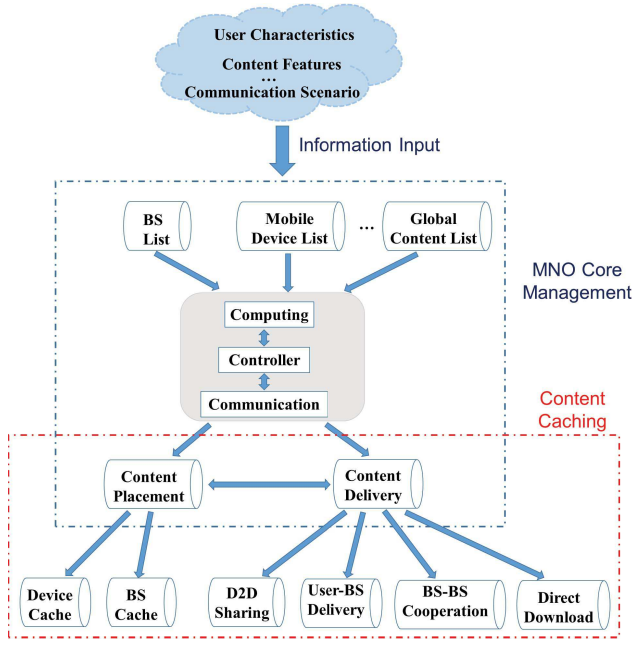 User Characteristics
Content Features
...
Communication Scenario
Information Input
BS
List
Mobile
Device List
...
Global
Content List
MNO Core
Management
Computing
Controller
Communication
Content
Caching
Content
Placement
Content
Delivery
Device
Cache
BS
Cache
D2D
Sharing
User-BS
Delivery
BS-BS
Cooperation
Direct
Download